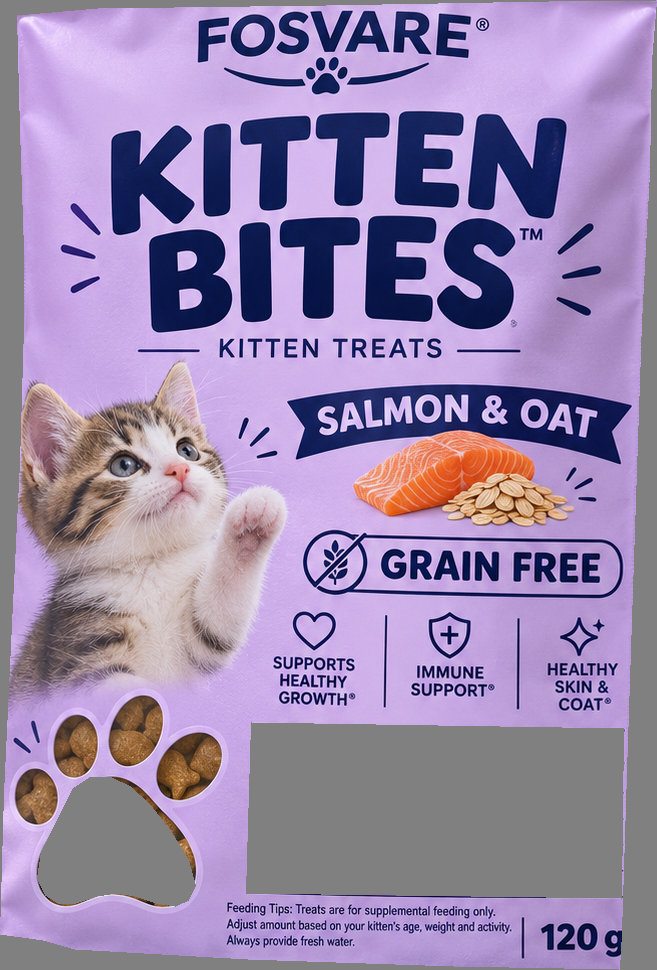 FOSVARE®
KITTEN
BITES™
KITTEN TREATS
SALMON & OAT
GRAIN FREE
SUPPORTS
HEALTHY
GROWTH®
IMMUNE
SUPPORT®
HEALTHY
SKIN &
COAT®
Feeding Tips: Treats are for supplemental feeding only.
Adjust amount based on your kitten's age, weight and activity.
Always provide fresh water.
120 g